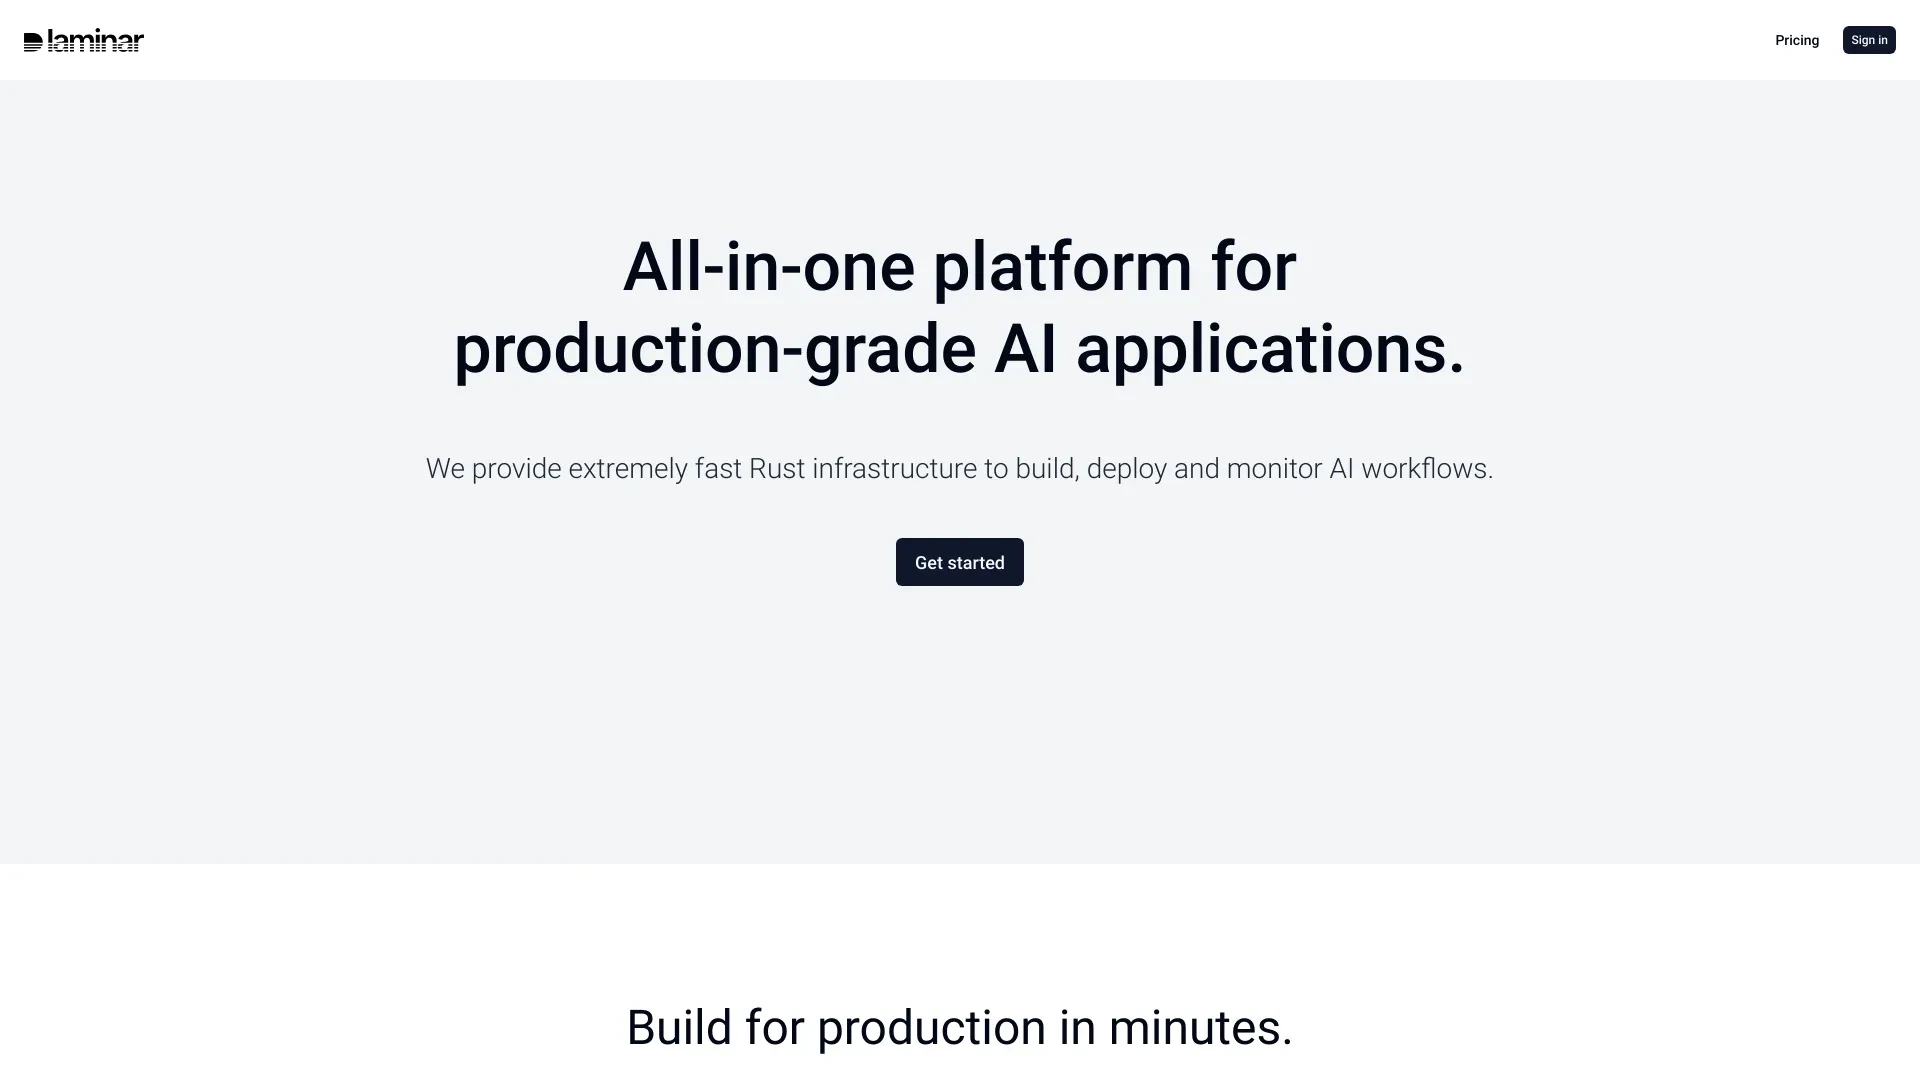 laminar
Pricing
Sign in
All-in-one platform for
production-grade AI applications.
We provide extremely fast Rust infrastructure to build, deploy and monitor AI workflows.
Get started
Build for production in minutes.